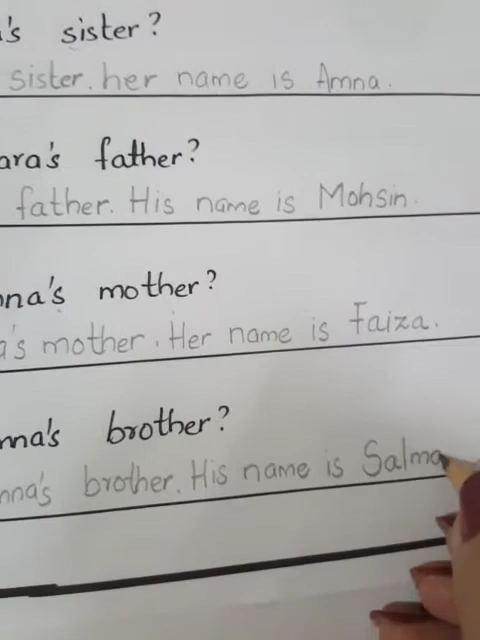 's sister?
sister. her name is Amna.
ara's father?
father. His name is Mohsin.
na's mother?
a's mother. Her name is Faiza.
nna's brother?
nna's brother. His name is Salma